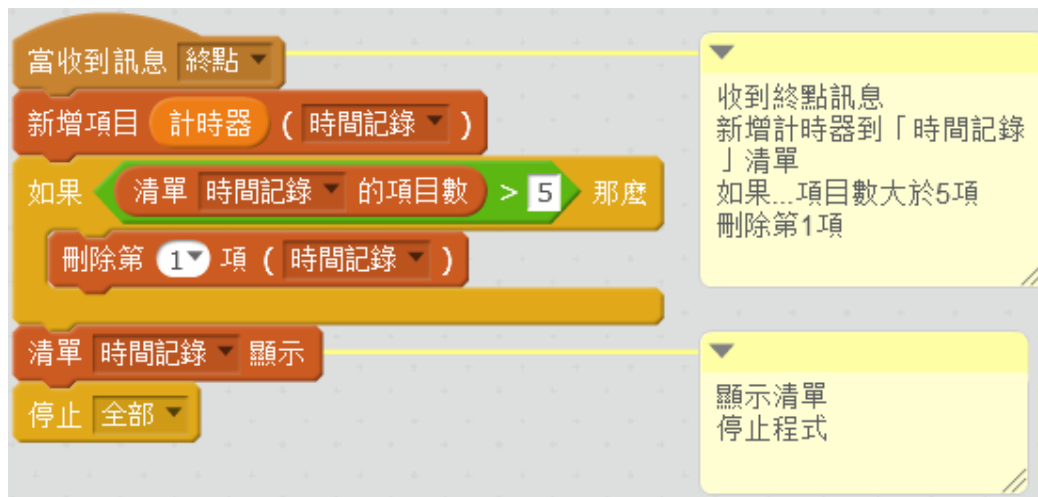 當收到訊息 終點
新增項目 計時器 ( 時間記錄 )
如果 清單 時間記錄 的項目數 > 5 那麼
刪除第 1 項 ( 時間記錄 )
清單 時間記錄 顯示
停止 全部
收到終點訊息
新增計時器到「時間記錄
」清單
如果...項目數大於5項
刪除第1項
顯示清單
停止程式